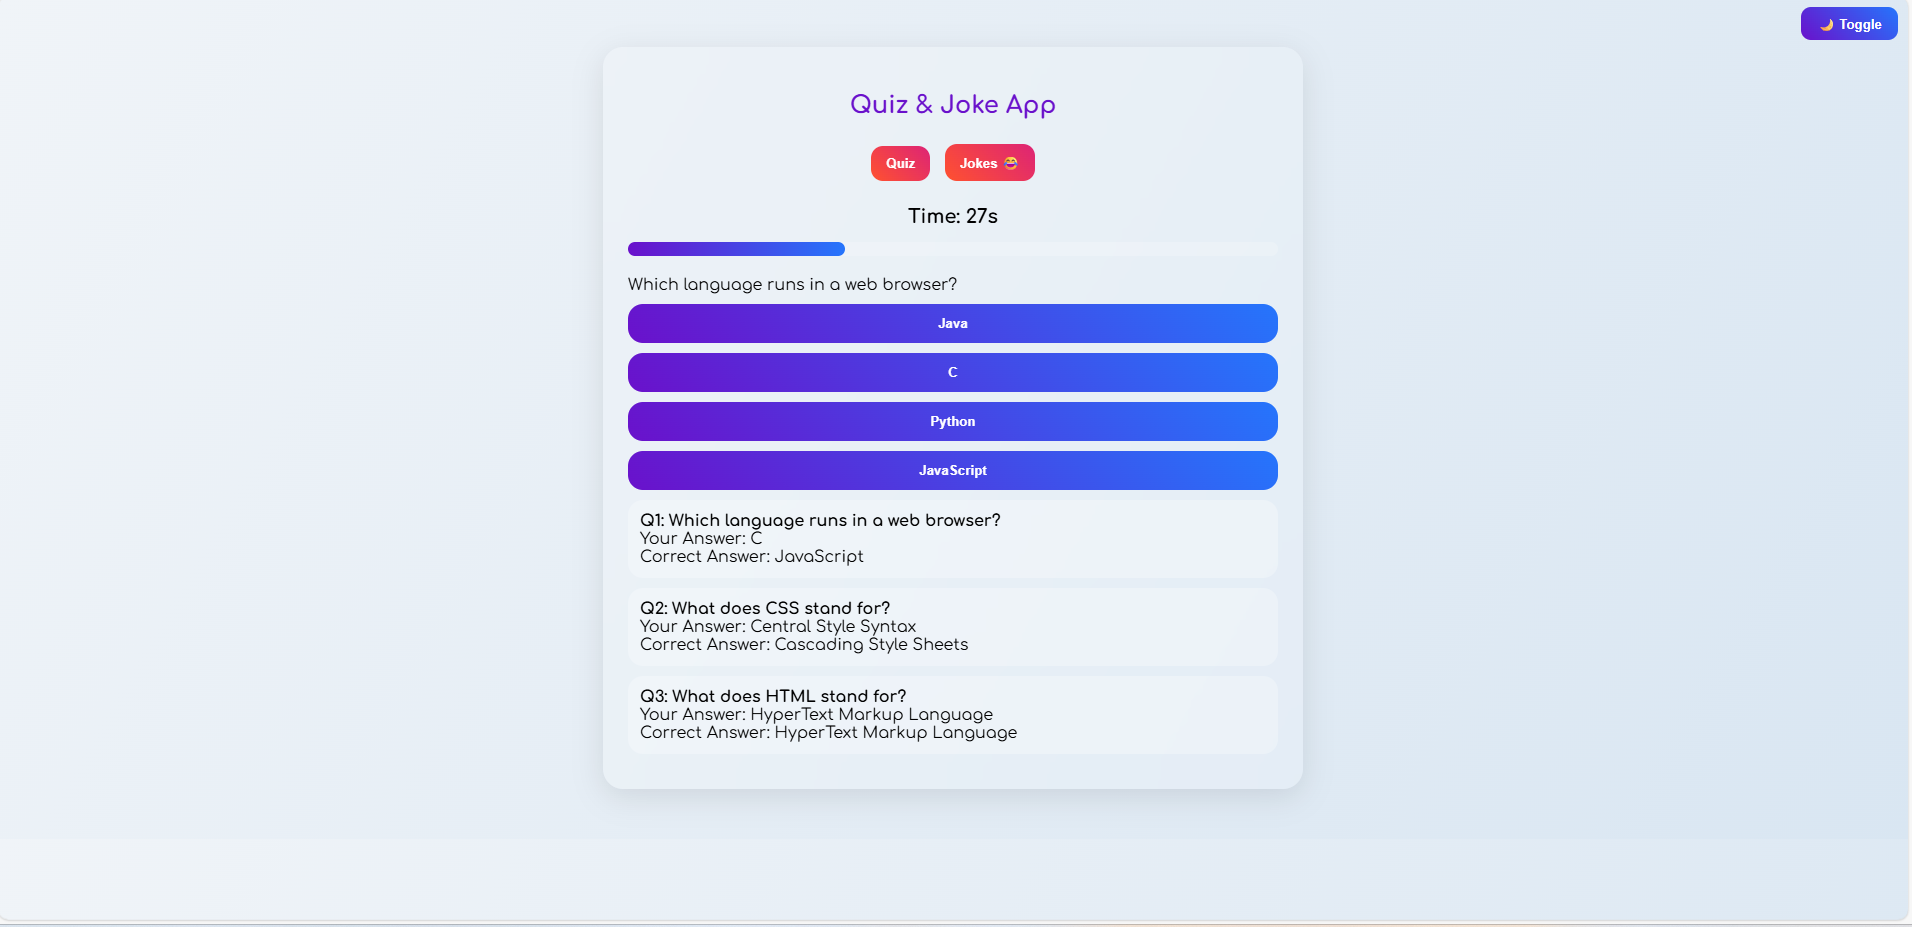 🌙 Toggle
Quiz & Joke App
Quiz
Jokes 😂
Time: 27s
Which language runs in a web browser?
Java
C
Python
JavaScript
Q1: Which language runs in a web browser?
Your Answer: C
Correct Answer: JavaScript
Q2: What does CSS stand for?
Your Answer: Central Style Syntax
Correct Answer: Cascading Style Sheets
Q3: What does HTML stand for?
Your Answer: HyperText Markup Language
Correct Answer: HyperText Markup Language